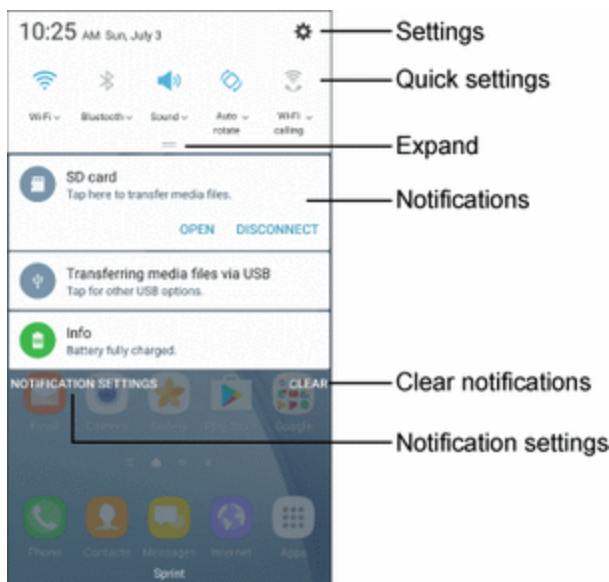 10:25 AM Sun, July 3
Settings
Quick settings
Wi-Fi
Bluetooth
Sound
Auto
rotate
Wi-Fi
calling
Expand
SD card
Tap here to transfer media files.
Notifications
OPEN DISCONNECT
Transferring media files via USB
Tap for other USB options.
Info
Battery fully charged.
NOTIFICATION SETTINGS CLEAR
Clear notifications
Email Camera Gallery Play Store Google
Notification settings
Phone Contacts Messages Internet Apps
Sprint